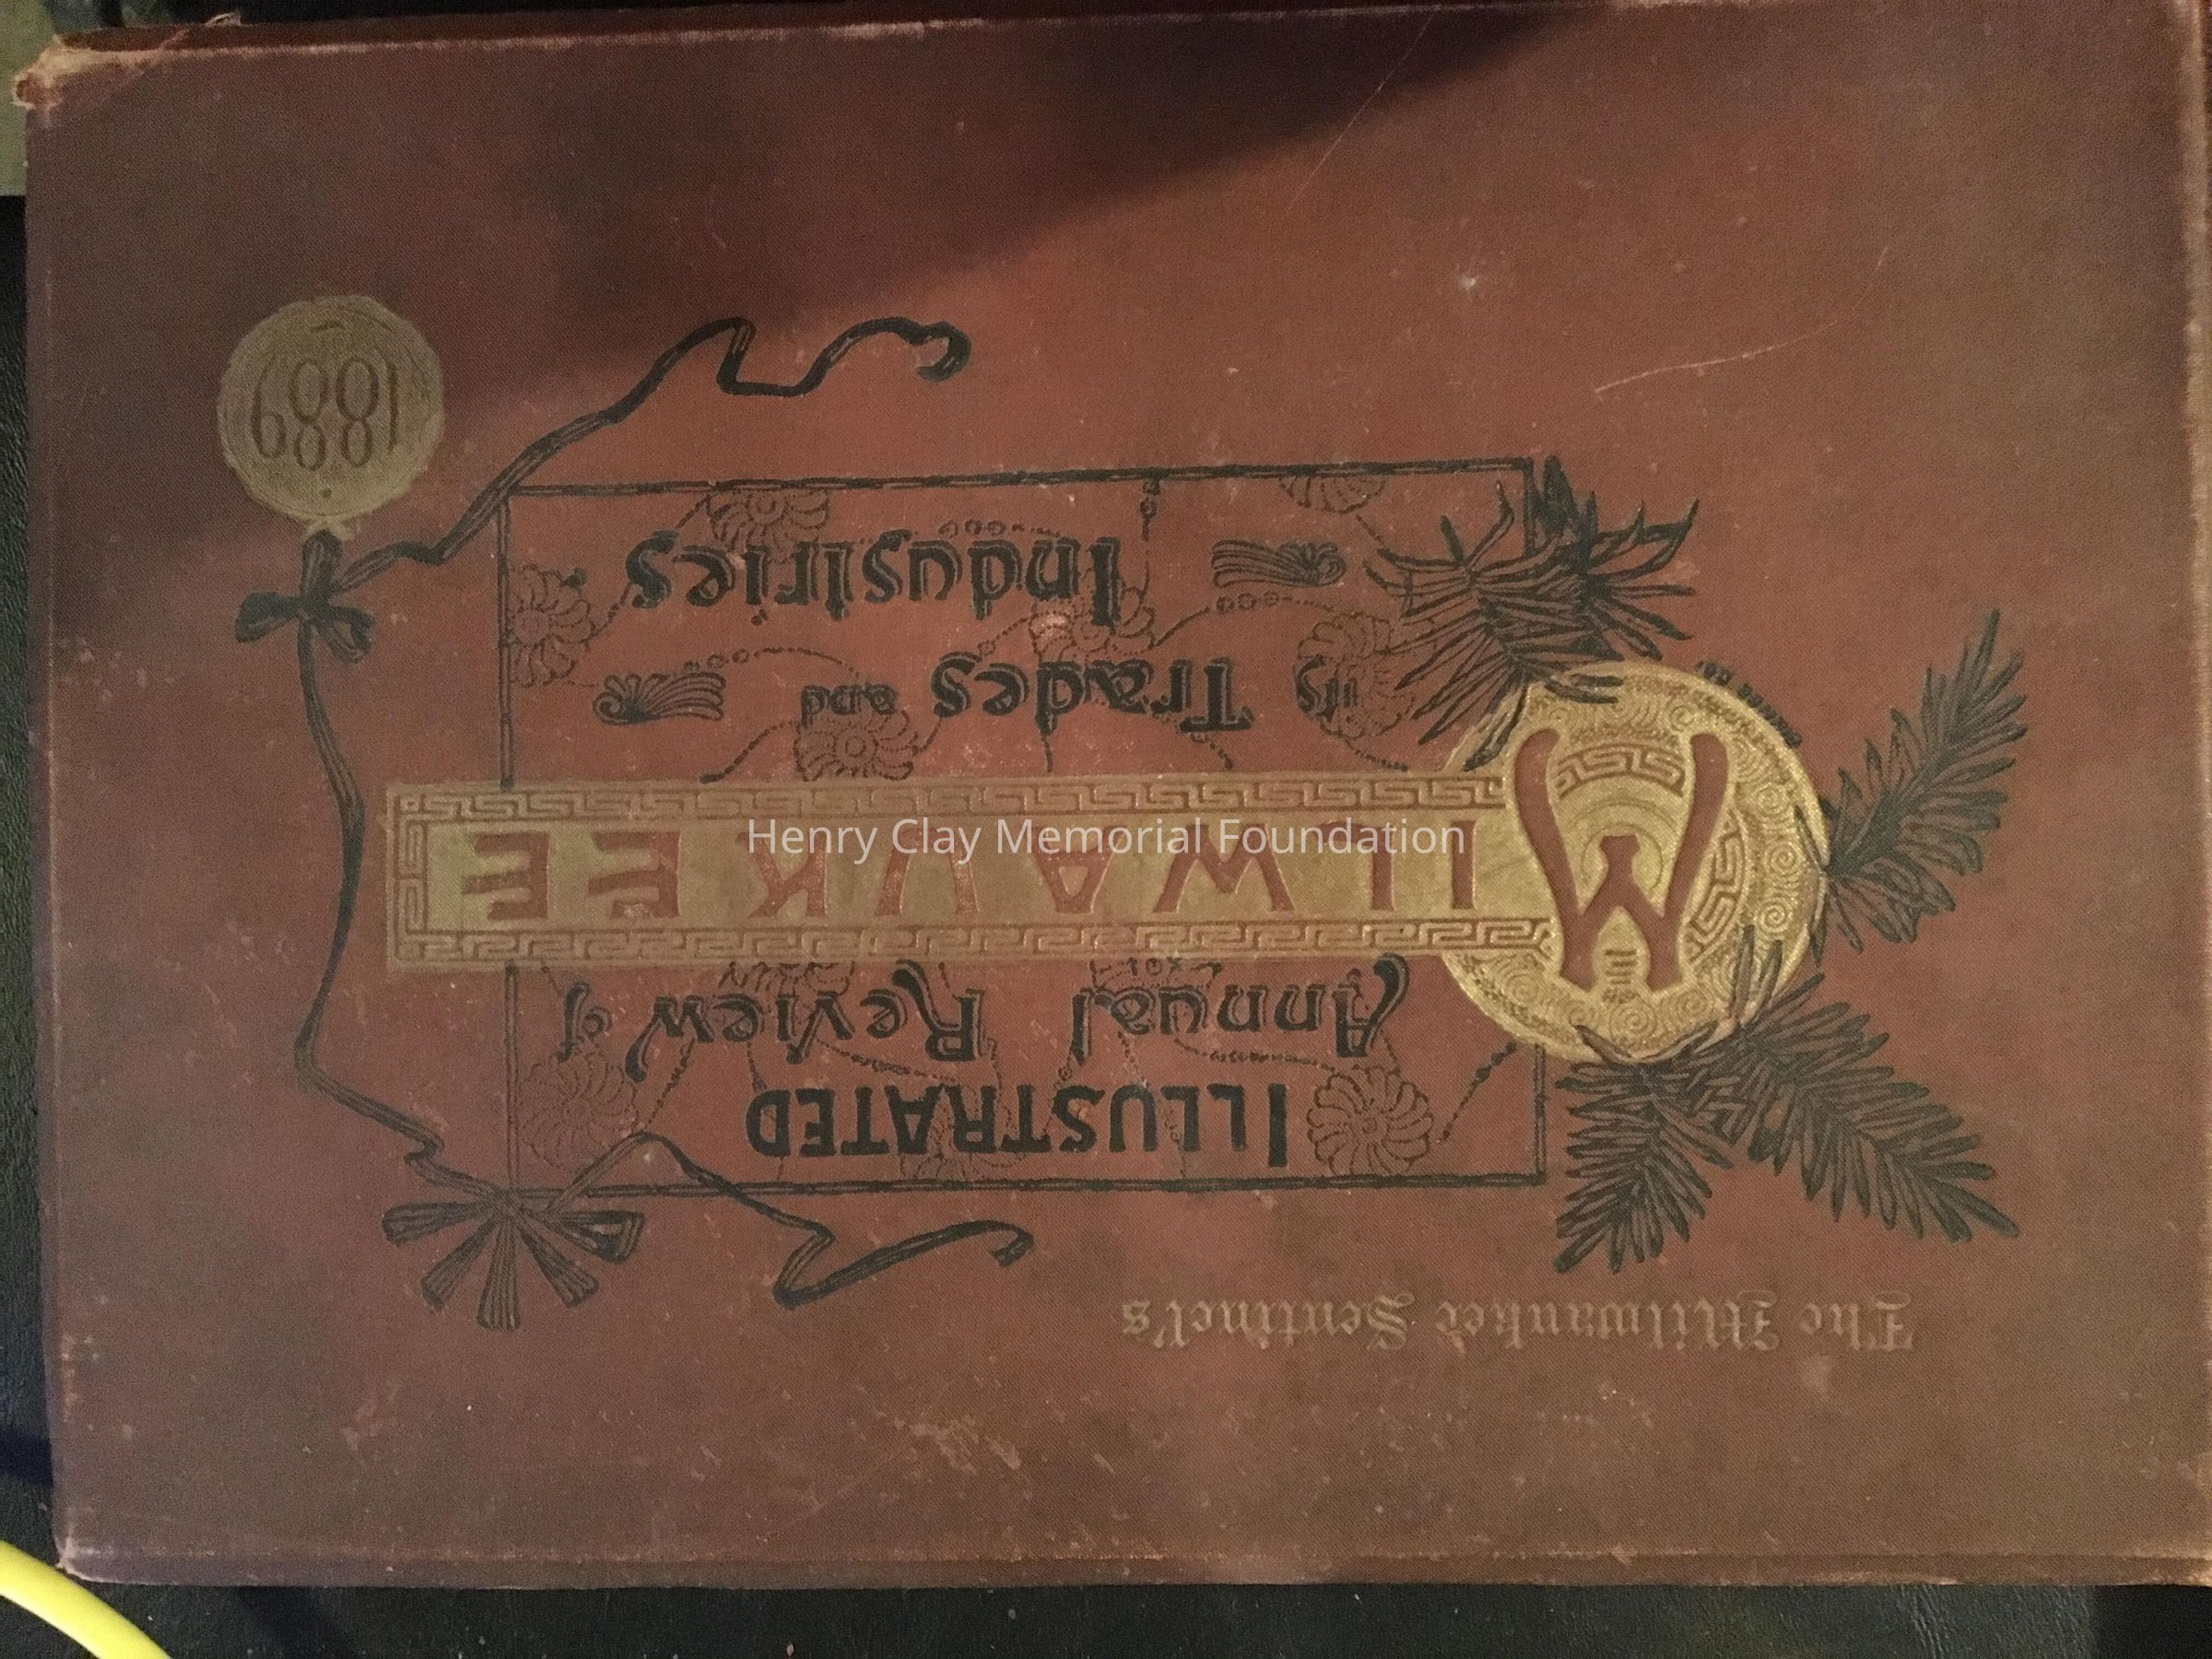 The Milwaukee Sentinel's
ILLUSTRATED
Annual Review of
MILWAUKEE
its Trades and
Industries
1889
Henry Clay Memorial Foundation